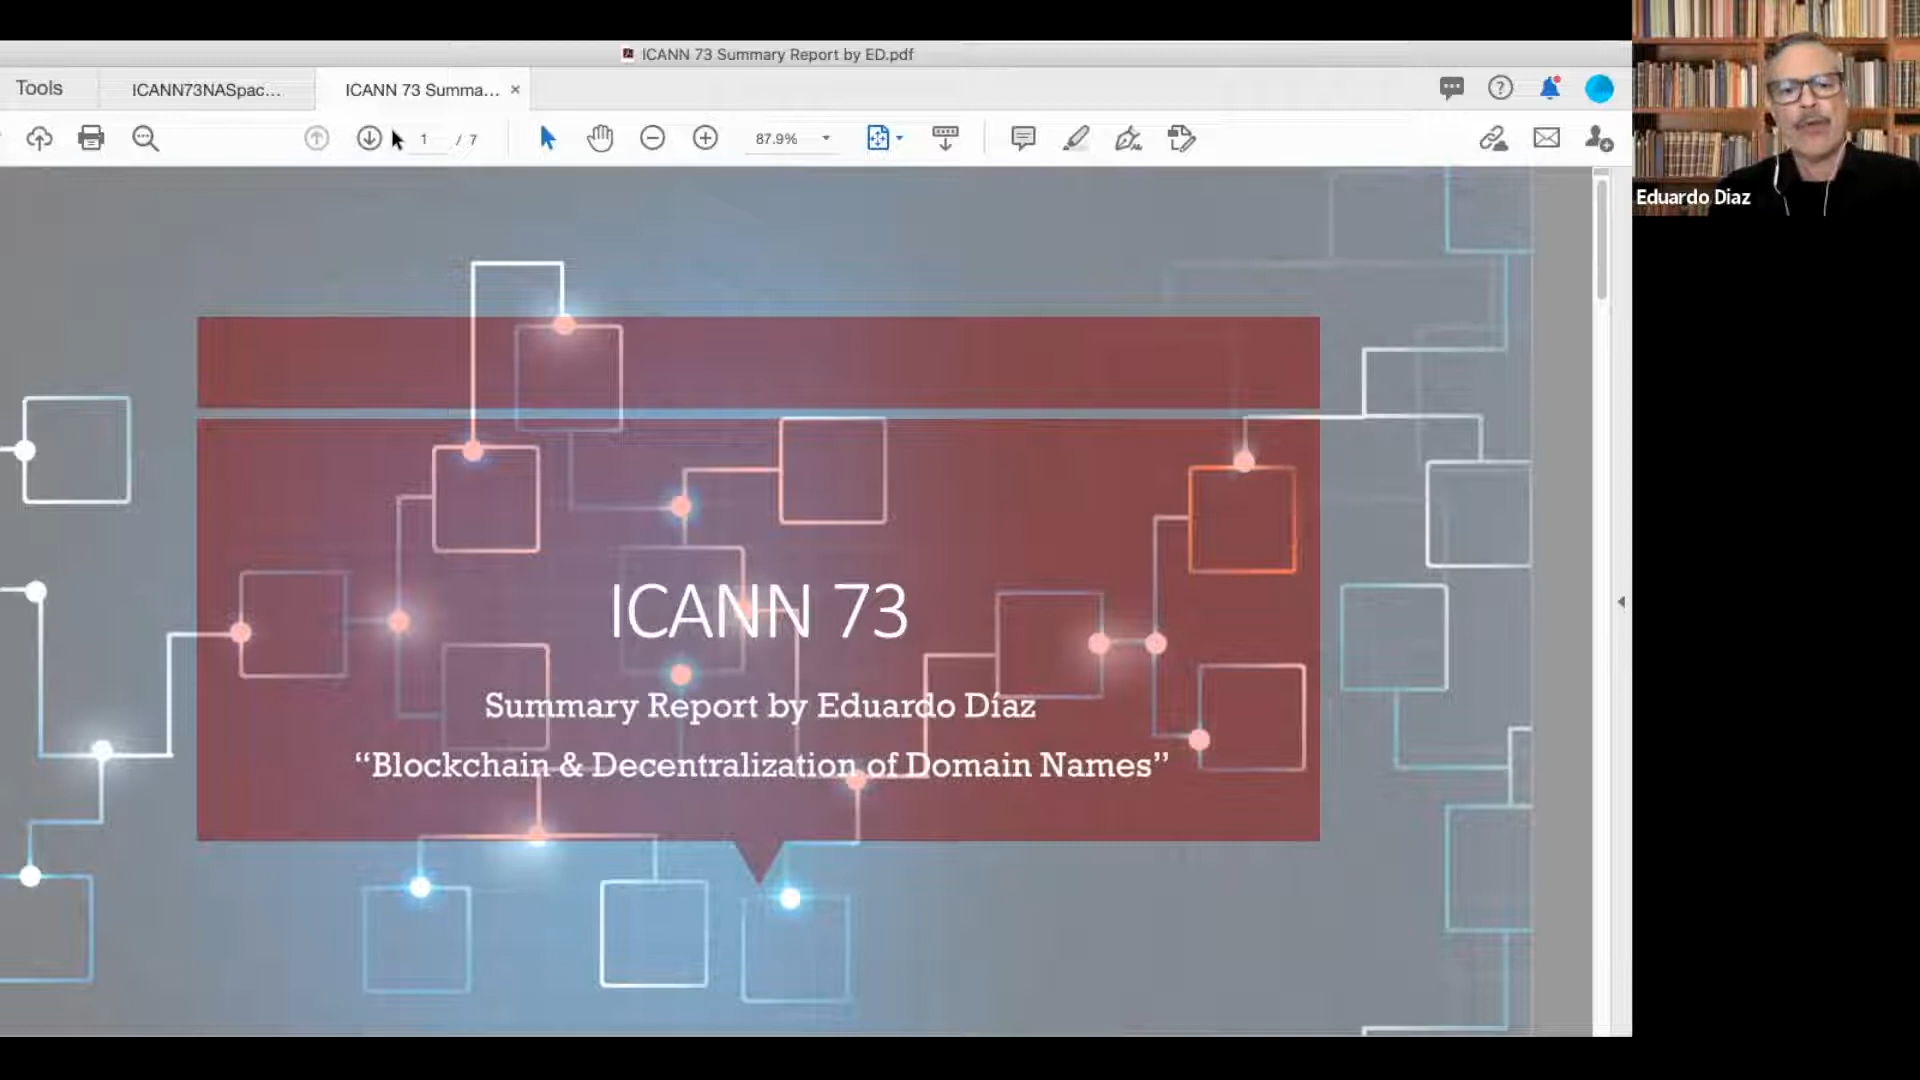 ICANN 73 Summary Report by ED.pdf
Tools
ICANN73NASpac...
ICANN 73 Summa... ×
1 / 7
87.9%
Eduardo Diaz
ICANN 73
Summary Report by Eduardo Díaz
“Blockchain & Decentralization of Domain Names”